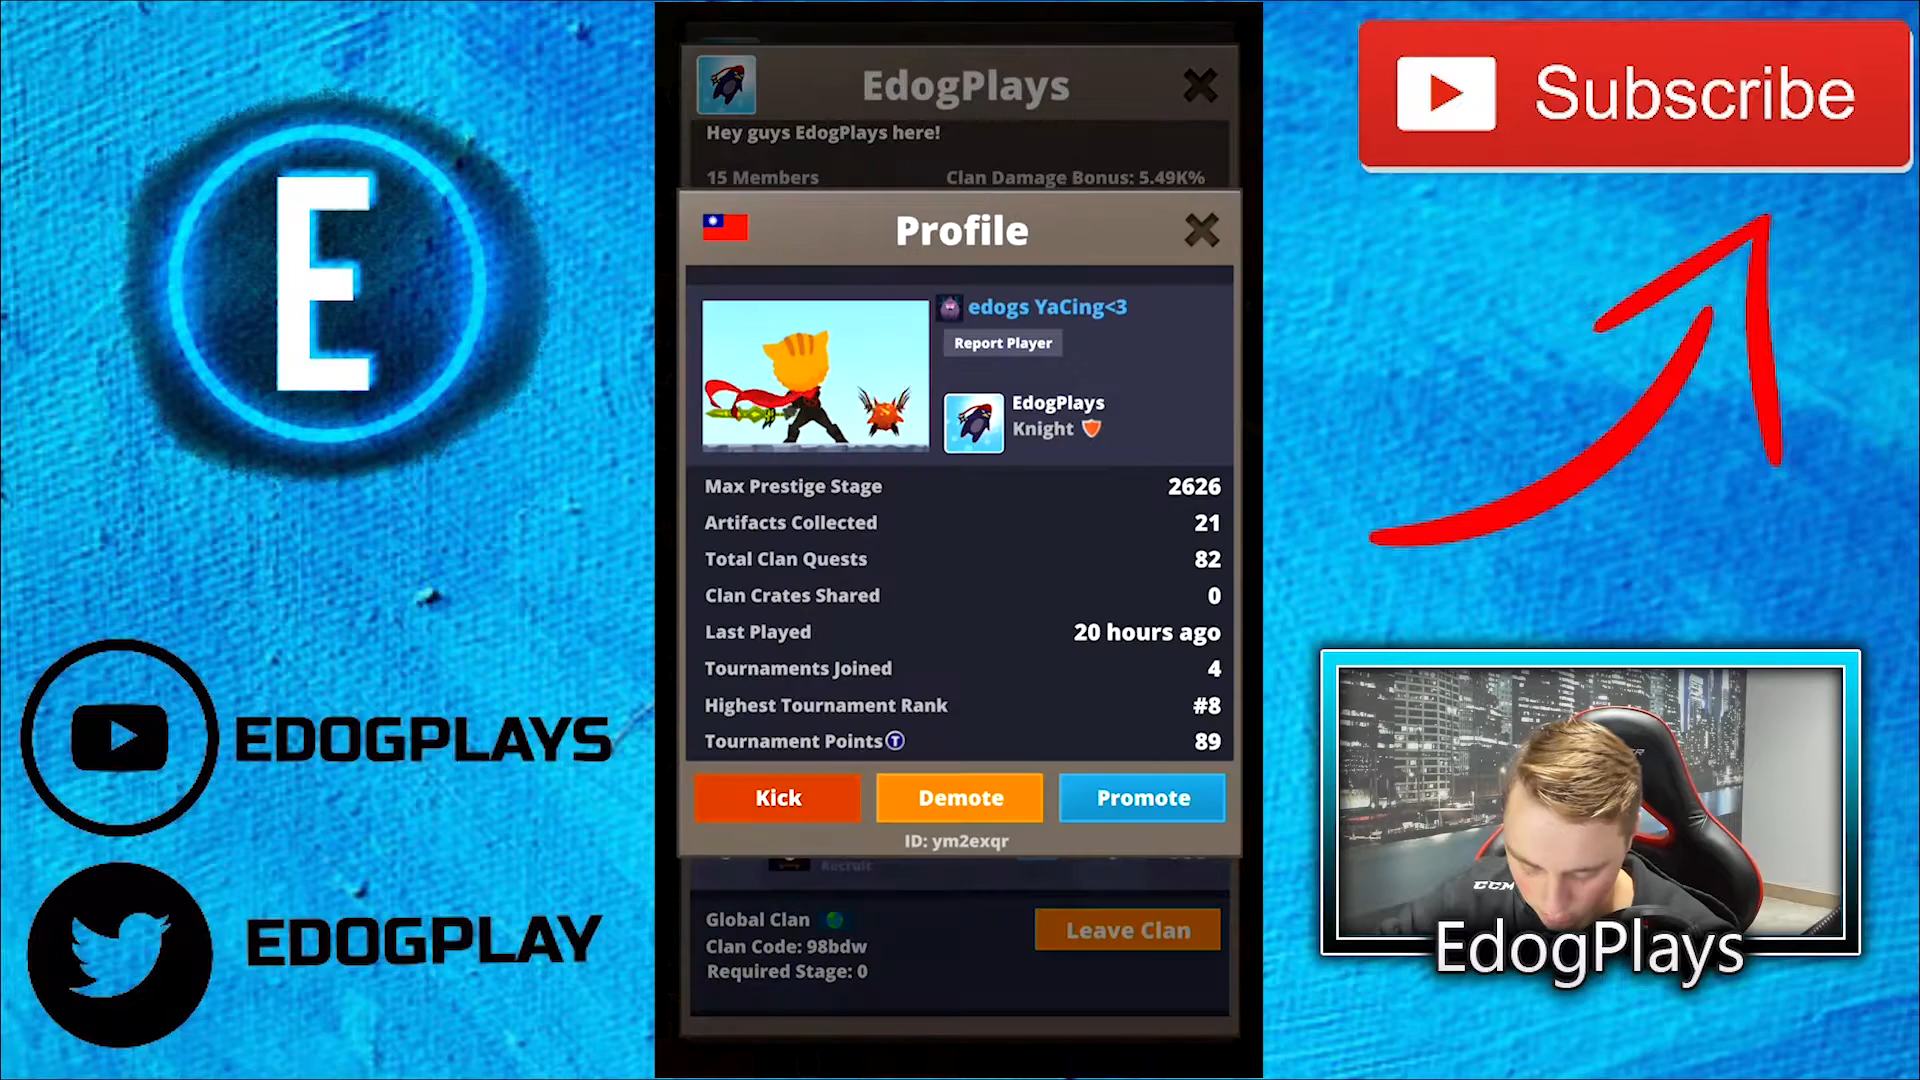 E
EDOGPLAYS
EDOGPLAY
EdogPlays
Hey guys EdogPlays here!
15 Members
Clan Damage Bonus: 5.49K%
Profile
edogs YaCing<3
Report Player
EdogPlays
Knight
Max Prestige Stage 2626
Artifacts Collected 21
Total Clan Quests 82
Clan Crates Shared 0
Last Played 20 hours ago
Tournaments Joined 4
Highest Tournament Rank #8
Tournament Points T 89
Kick
Demote
Promote
ID: ym2exqr
Recruit
Global Clan
Clan Code: 98bdw
Required Stage: 0
Leave Clan
Subscribe
CCM
EdogPlays